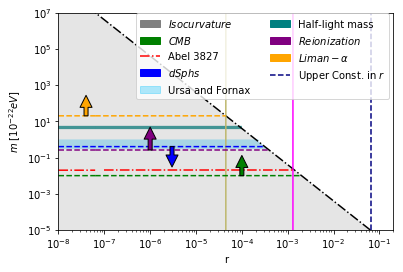 10⁷
10⁵
10³
10¹
10⁻¹
10⁻³
10⁻⁵
m [10⁻²²eV]
Isocurvature
CMB
Abel 3827
dSphs
Ursa and Fornax
Half-light mass
Reionization
Liman−α
Upper Const. in r
10⁻⁸ 10⁻⁷ 10⁻⁶ 10⁻⁵ 10⁻⁴ 10⁻³ 10⁻² 10⁻¹
r